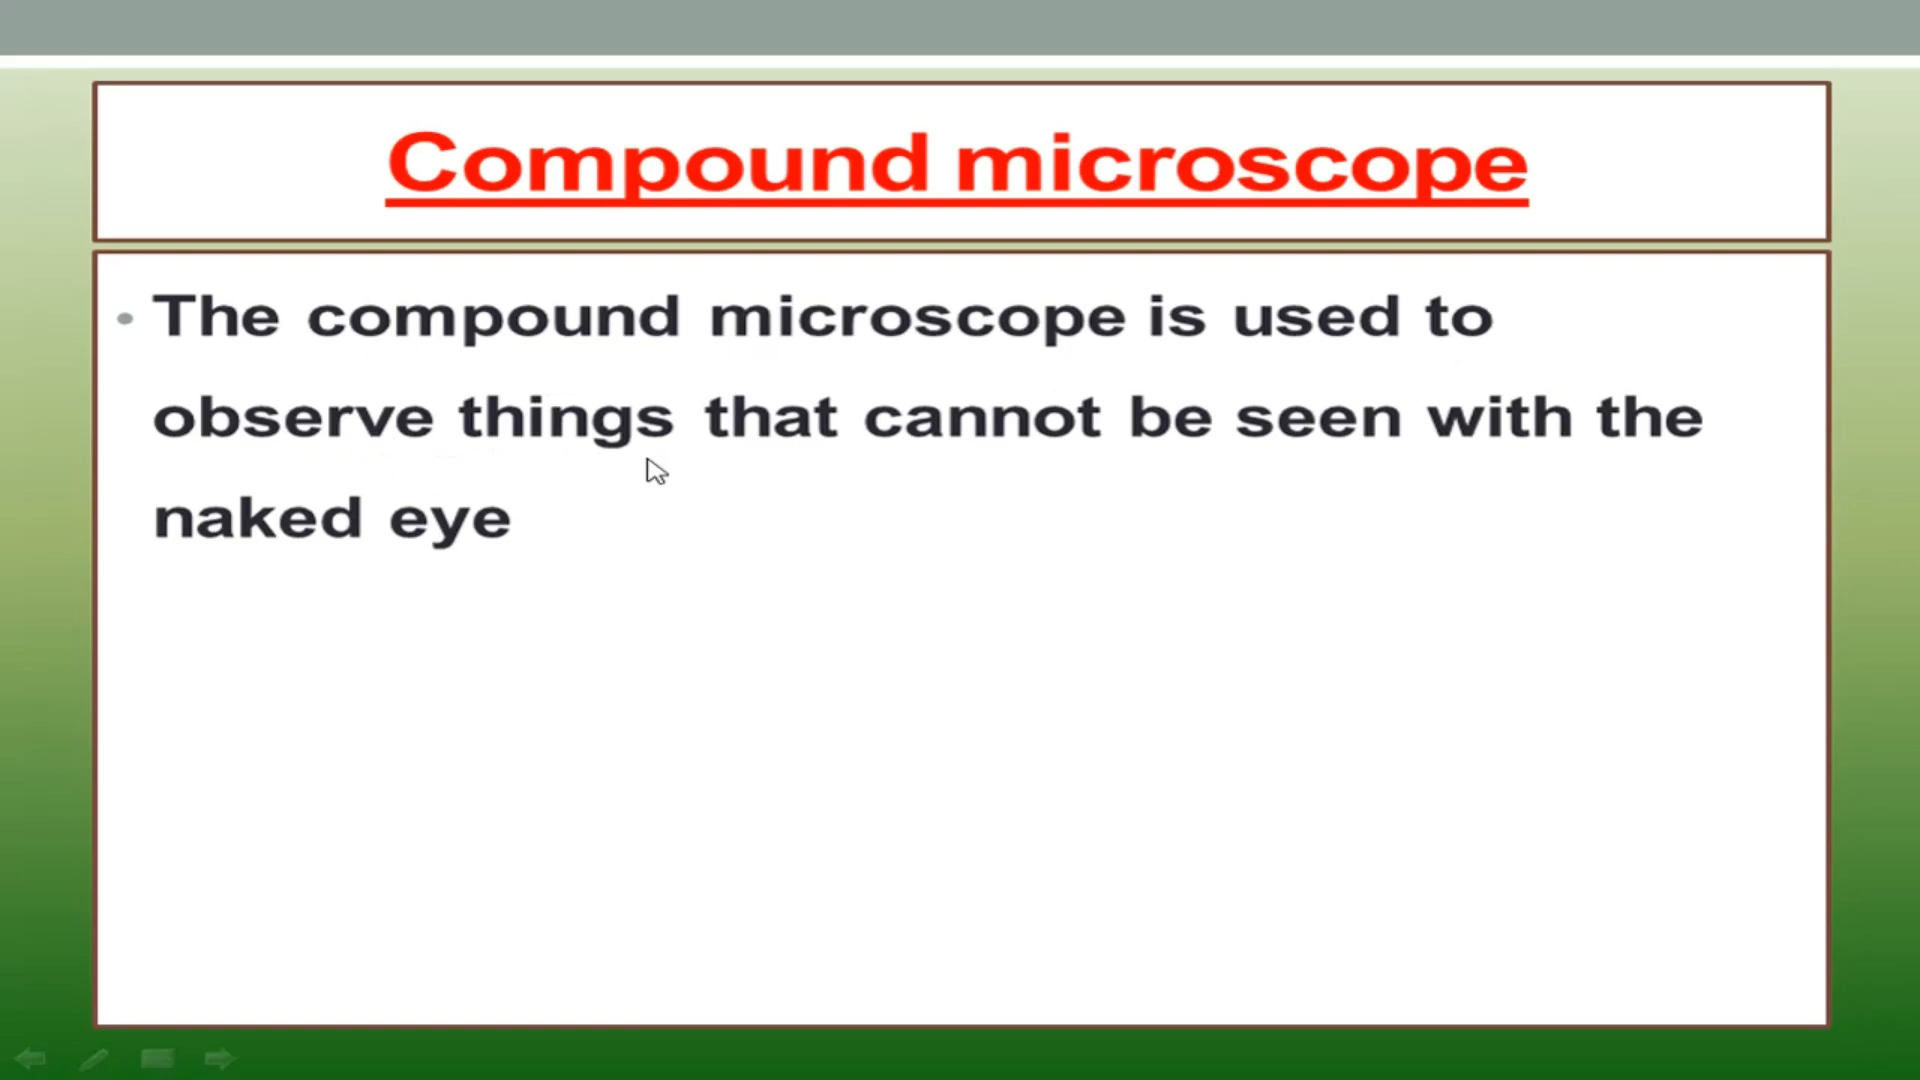 Compound microscope
• The compound microscope is used to
observe things that cannot be seen with the
naked eye